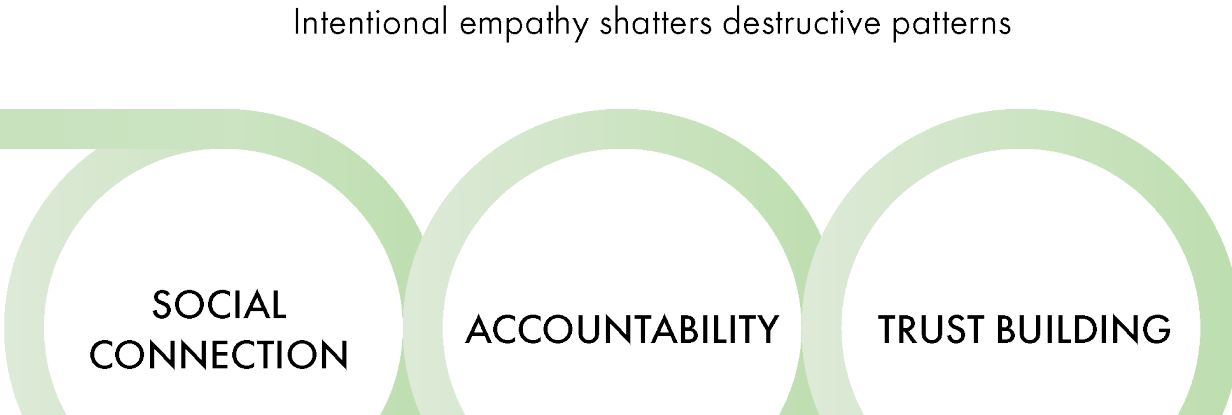 Intentional empathy shatters destructive patterns
SOCIAL
CONNECTION
ACCOUNTABILITY
TRUST BUILDING